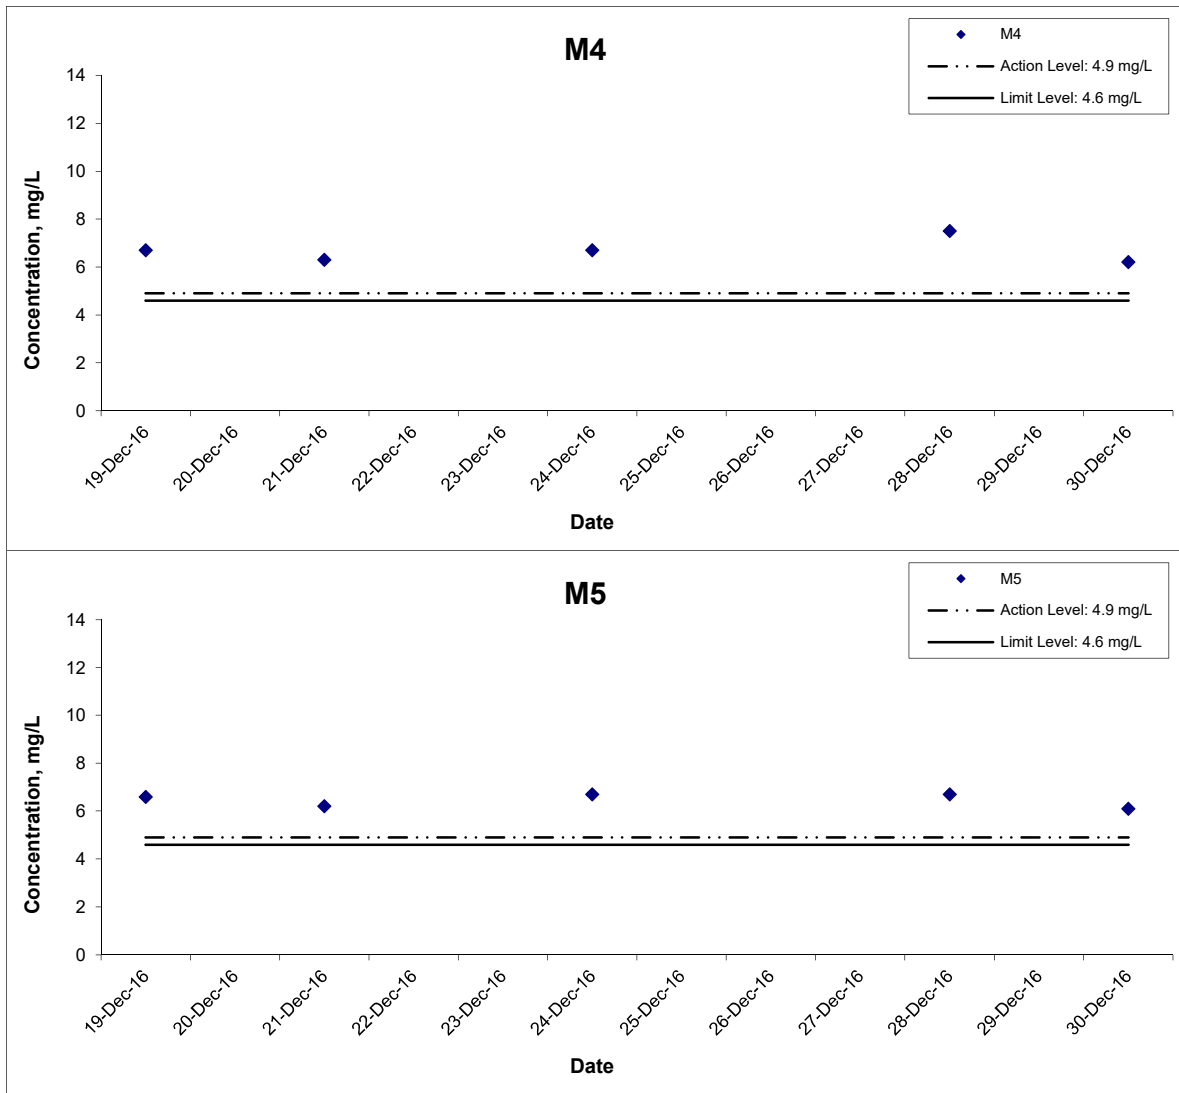 M4
M4
Action Level: 4.9 mg/L
Limit Level: 4.6 mg/L
Concentration, mg/L
14
12
10
8
6
4
2
0
19-Dec-16
20-Dec-16
21-Dec-16
22-Dec-16
23-Dec-16
24-Dec-16
25-Dec-16
26-Dec-16
27-Dec-16
28-Dec-16
29-Dec-16
30-Dec-16
Date
M5
M5
Action Level: 4.9 mg/L
Limit Level: 4.6 mg/L
Concentration, mg/L
14
12
10
8
6
4
2
0
19-Dec-16
20-Dec-16
21-Dec-16
22-Dec-16
23-Dec-16
24-Dec-16
25-Dec-16
26-Dec-16
27-Dec-16
28-Dec-16
29-Dec-16
30-Dec-16
Date